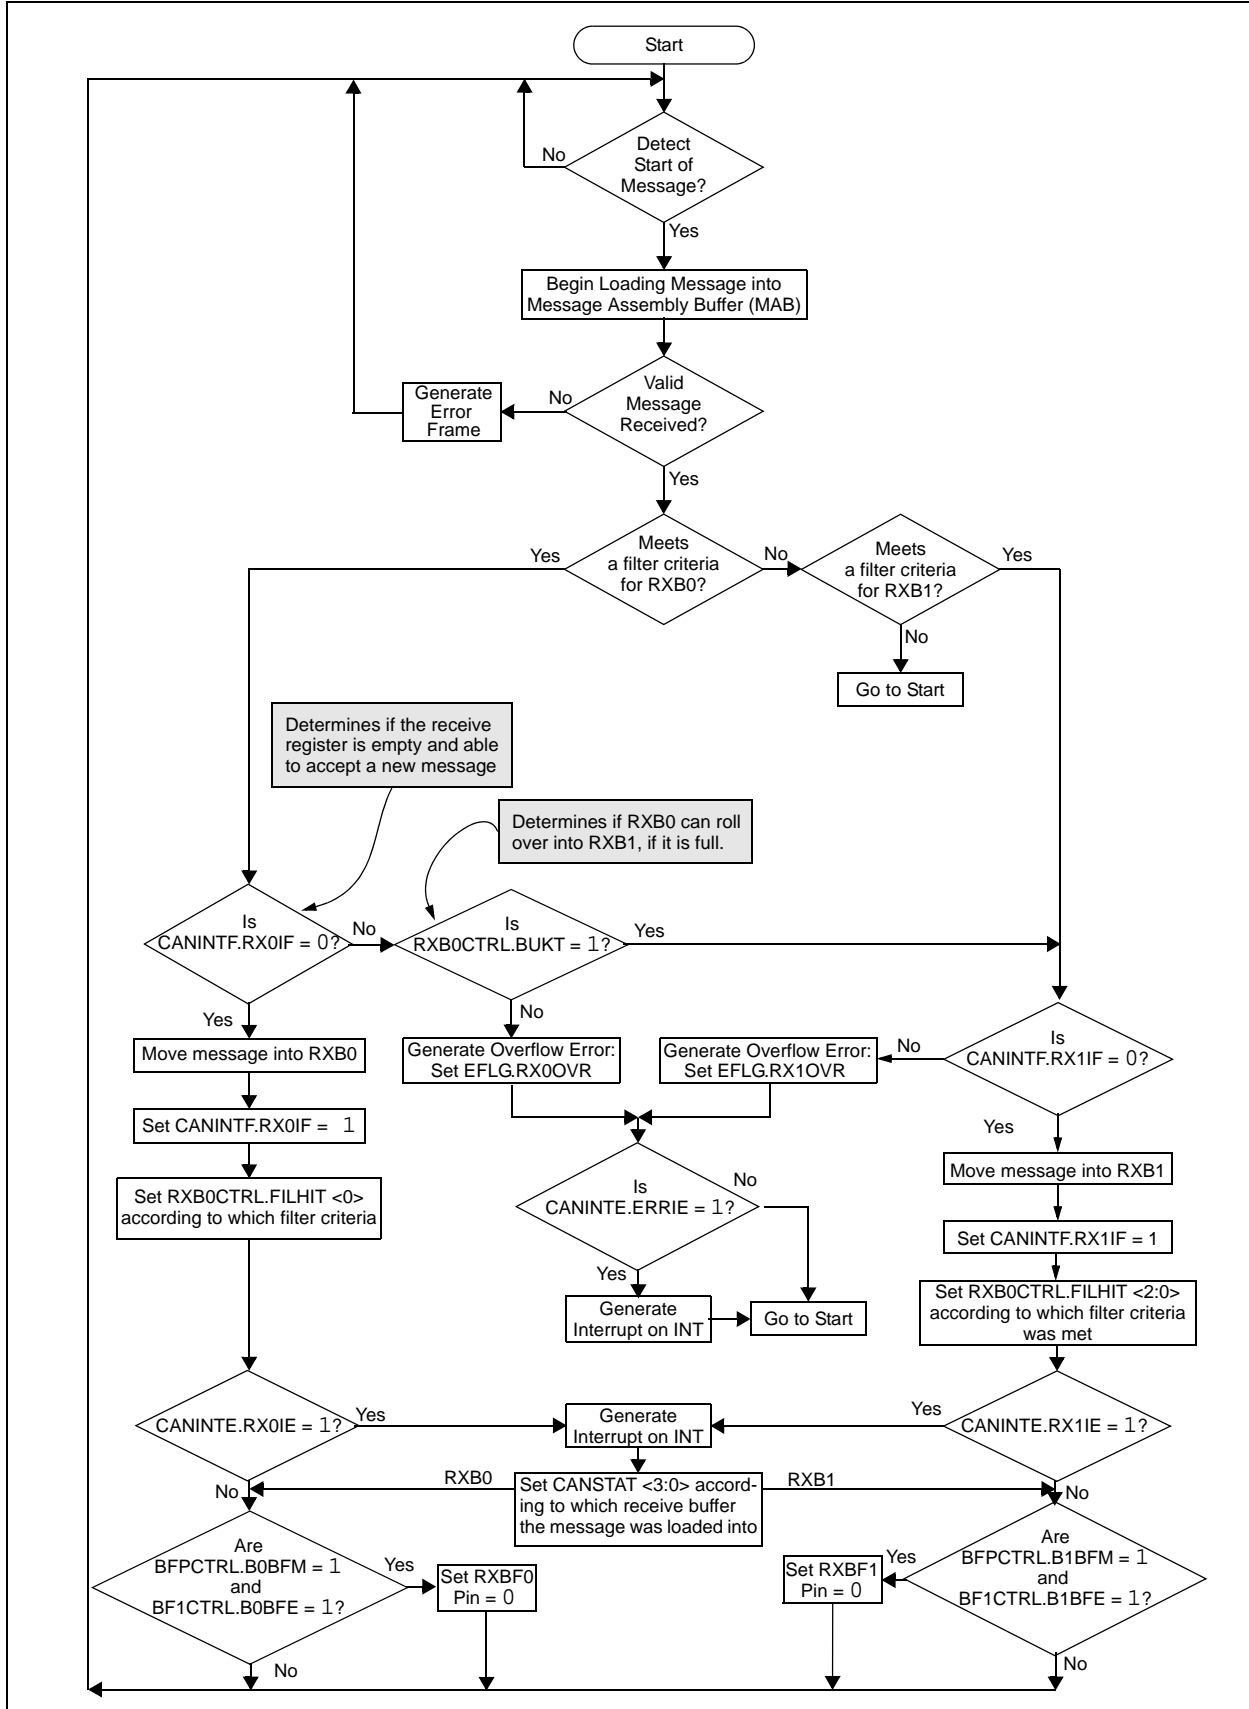 Start
Detect
Start of
Message?
No
Yes
Begin Loading Message into
Message Assembly Buffer (MAB)
Valid
Message
Received?
No
Generate
Error
Frame
Yes
Meets
a filter criteria
for RXB0?
Yes
No
Meets
a filter criteria
for RXB1?
Yes
No
Go to Start
Determines if the receive
register is empty and able
to accept a new message
Determines if RXB0 can roll
over into RXB1, if it is full.
Is
CANINTF.RX0IF = 0?
No
Is
RXB0CTRL.BUKT = 1?
Yes
Yes
No
Is
CANINTF.RX1IF = 0?
No
Yes
Move message into RXB0
Generate Overflow Error:
Set EFLG.RX0OVR
Generate Overflow Error:
Set EFLG.RX1OVR
Set CANINTF.RX0IF = 1
Set RXB0CTRL.FILHIT <0>
according to which filter criteria
Is
CANINTE.ERRIE = 1?
No
Yes
Generate
Interrupt on INT
Go to Start
Move message into RXB1
Set CANINTF.RX1IF = 1
Set RXB0CTRL.FILHIT <2:0>
according to which filter criteria
was met
CANINTE.RX0IE = 1?
Yes
Generate
Interrupt on INT
Yes
CANINTE.RX1IE = 1?
No
RXB0
Set CANSTAT <3:0> accord-
ing to which receive buffer
the message was loaded into
RXB1
No
Are
BFPCTRL.B0BFM = 1
and
BF1CTRL.B0BFE = 1?
Yes
Set RXBF0
Pin = 0
No
Set RXBF1
Pin = 0
Yes
Are
BFPCTRL.B1BFM = 1
and
BF1CTRL.B1BFE = 1?
No